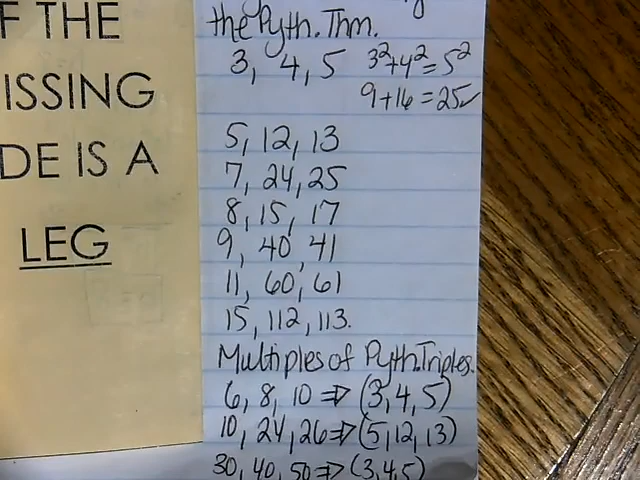 F THE
ISSING
DE IS A
LEG
the Pyth. Thm.
3, 4, 5 3²+4²=5²
9+16=25✓
5, 12, 13
7, 24, 25
8, 15, 17
9, 40, 41
11, 60, 61
15, 112, 113.
Multiples of Pyth. Triples.
6, 8, 10 ⇒ (3, 4, 5)
10, 24, 26 ⇒ (5, 12, 13)
30, 40, 50 ⇒ (3, 4, 5)